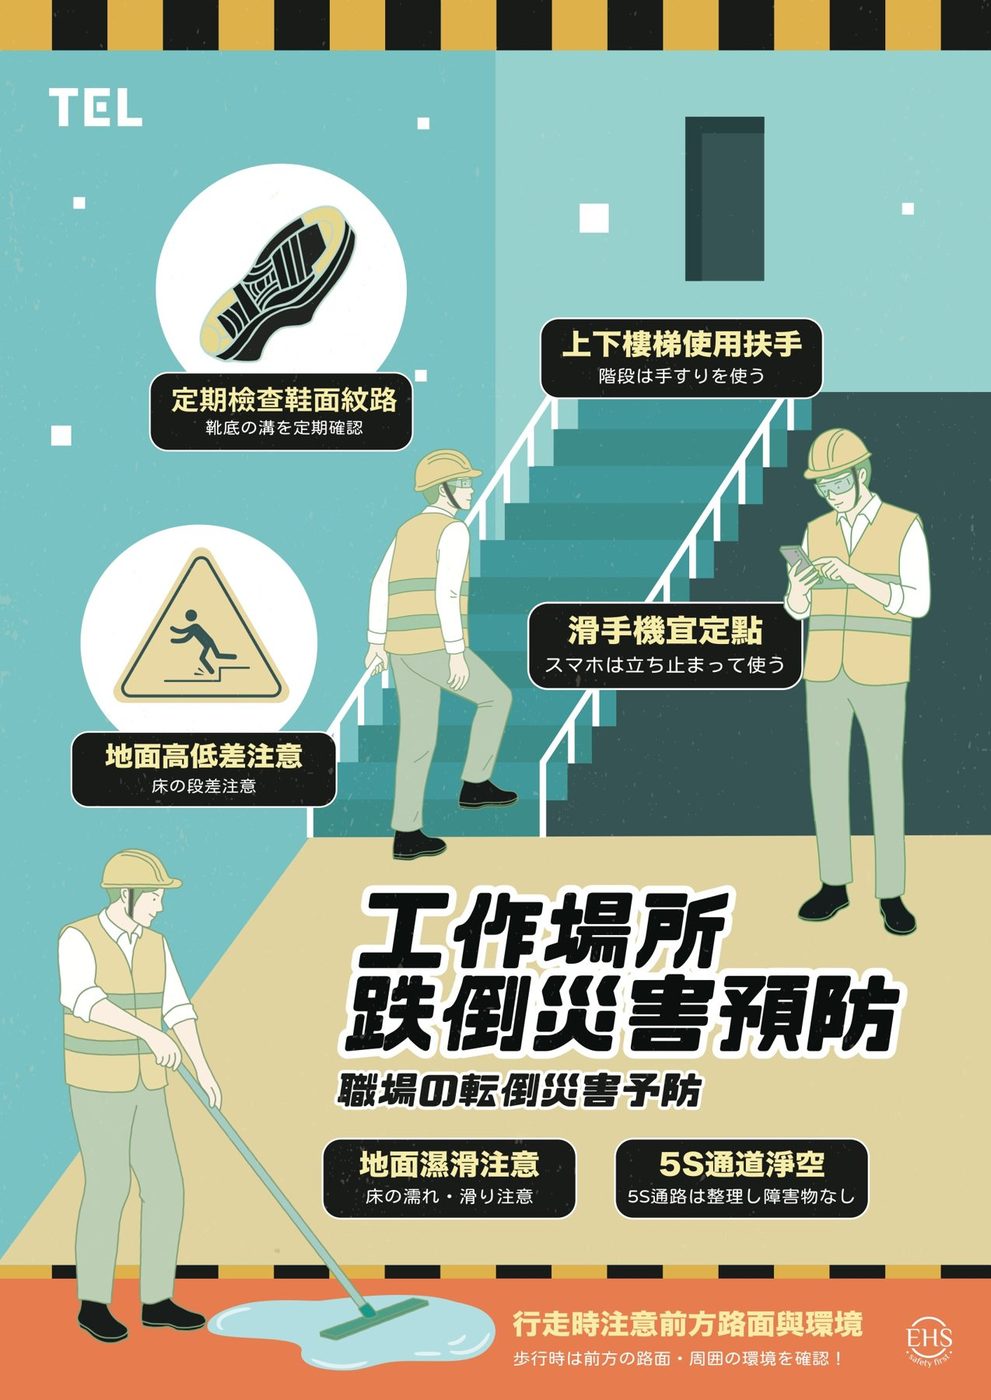 TEL
定期檢查鞋面紋路
靴底の溝を定期確認
上下樓梯使用扶手
階段は手すりを使う
滑手機宜定點
スマホは立ち止まって使う
地面高低差注意
床の段差注意
工作場所
跌倒災害預防
職場の転倒災害予防
地面濕滑注意
床の濡れ・滑り注意
5S通道淨空
5S通路は整理し障害物なし
行走時注意前方路面與環境
歩行時は前方の路面・周囲の環境を確認！
EHS
safety first